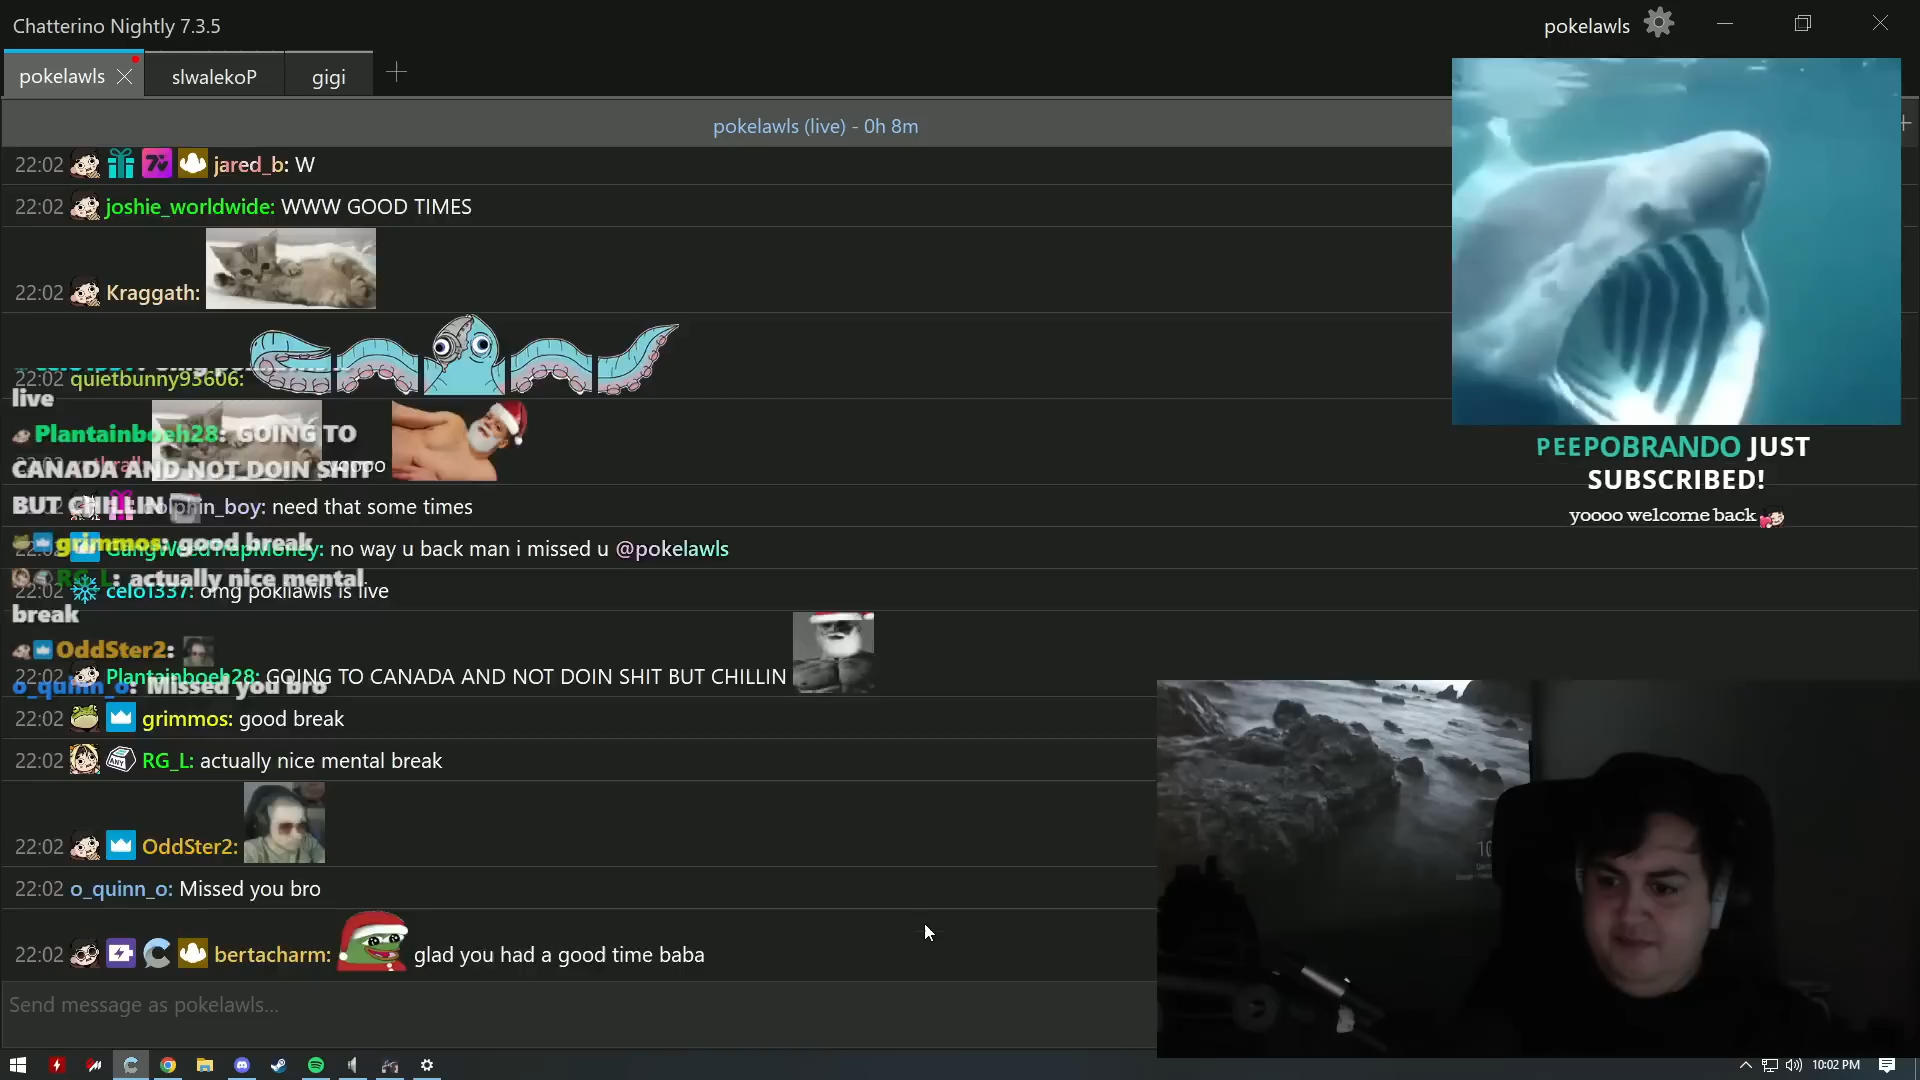 Chatterino Nightly 7.3.5
pokelawls
pokelawls
slwalekoP
gigi
pokelawls (live) - 0h 8m
22:02 jared_b: W
22:02 joshie_worldwide: WWW GOOD TIMES
22:02 Kraggath:
22:02 quietbunny93606:
live
Plantainboeh28: GOING TO
CANADA AND NOT DOIN SHIT
BUT CHILLIN
yoooo
olphin_boy: need that some times
grimmos: good break
GangWeedTrapMoney: no way u back man i missed u @pokelawls
RG_L: actually nice mental
22:02 celo1337: omg pokilawls is live
break
OddSter2:
22:02 Plantainboeh28: GOING TO CANADA AND NOT DOIN SHIT BUT CHILLIN
o_quinn_o: Missed you bro
22:02 grimmos: good break
22:02 RG_L: actually nice mental break
22:02 OddSter2:
22:02 o_quinn_o: Missed you bro
22:02 bertacharm: glad you had a good time baba
Send message as pokelawls...
PEEPOBRANDO JUST
SUBSCRIBED!
yoooo welcome back
10:02 PM